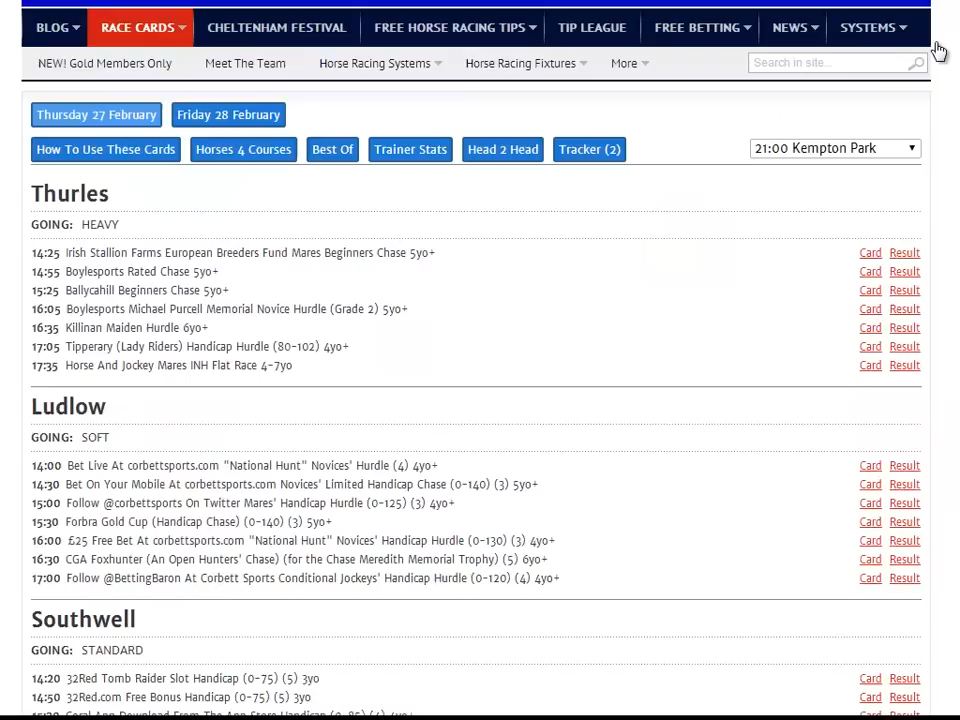 BLOG RACE CARDS CHELTENHAM FESTIVAL FREE HORSE RACING TIPS TIP LEAGUE FREE BETTING NEWS SYSTEMS
NEW! Gold Members Only Meet The Team Horse Racing Systems Horse Racing Fixtures More Search in site...
Thursday 27 February Friday 28 February
How To Use These Cards Horses 4 Courses Best Of Trainer Stats Head 2 Head Tracker (2) 21:00 Kempton Park
Thurles
GOING: HEAVY
14:25 Irish Stallion Farms European Breeders Fund Mares Beginners Chase 5yo+ Card Result
14:55 Boylesports Rated Chase 5yo+ Card Result
15:25 Ballycahill Beginners Chase 5yo+ Card Result
16:05 Boylesports Michael Purcell Memorial Novice Hurdle (Grade 2) 5yo+ Card Result
16:35 Killinan Maiden Hurdle 6yo+ Card Result
17:05 Tipperary (Lady Riders) Handicap Hurdle (80-102) 4yo+ Card Result
17:35 Horse And Jockey Mares INH Flat Race 4-7yo Card Result
Ludlow
GOING: SOFT
14:00 Bet Live At corbettsports.com "National Hunt" Novices' Hurdle (4) 4yo+ Card Result
14:30 Bet On Your Mobile At corbettsports.com Novices' Limited Handicap Chase (0-140) (3) 5yo+ Card Result
15:00 Follow @corbettsports On Twitter Mares' Handicap Hurdle (0-125) (3) 4yo+ Card Result
15:30 Forbra Gold Cup (Handicap Chase) (0-140) (3) 5yo+ Card Result
16:00 £25 Free Bet At corbettsports.com "National Hunt" Novices' Handicap Hurdle (0-130) (3) 4yo+ Card Result
16:30 CGA Foxhunter (An Open Hunters' Chase) (for the Chase Meredith Memorial Trophy) (5) 6yo+ Card Result
17:00 Follow @BettingBaron At Corbett Sports Conditional Jockeys' Handicap Hurdle (0-120) (4) 4yo+ Card Result
Southwell
GOING: STANDARD
14:20 32Red Tomb Raider Slot Handicap (0-75) (5) 3yo Card Result
14:50 32Red.com Free Bonus Handicap (0-75) (5) 3yo Card Result
Coral App Download From The App Store Handicap (0-85) (4) 4yo+ Card Result